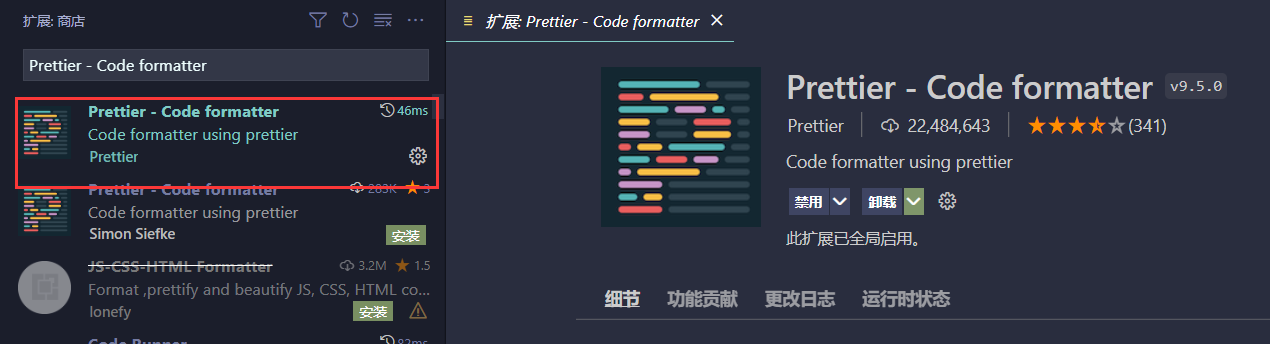 扩展: 商店
Prettier - Code formatter
Prettier - Code formatter 46ms
Code formatter using prettier
Prettier
Prettier - Code formatter 283K 3
Code formatter using prettier
Simon Siefke 安装
JS-CSS-HTML Formatter 3.2M 1.5
Format ,prettify and beautify JS, CSS, HTML co...
lonefy 安装
Code Runner 82ms
扩展: Prettier - Code formatter
Prettier - Code formatter v9.5.0
Prettier 22,484,643 (341)
Code formatter using prettier
禁用 卸载
此扩展已全局启用。
细节 功能贡献 更改日志 运行时状态